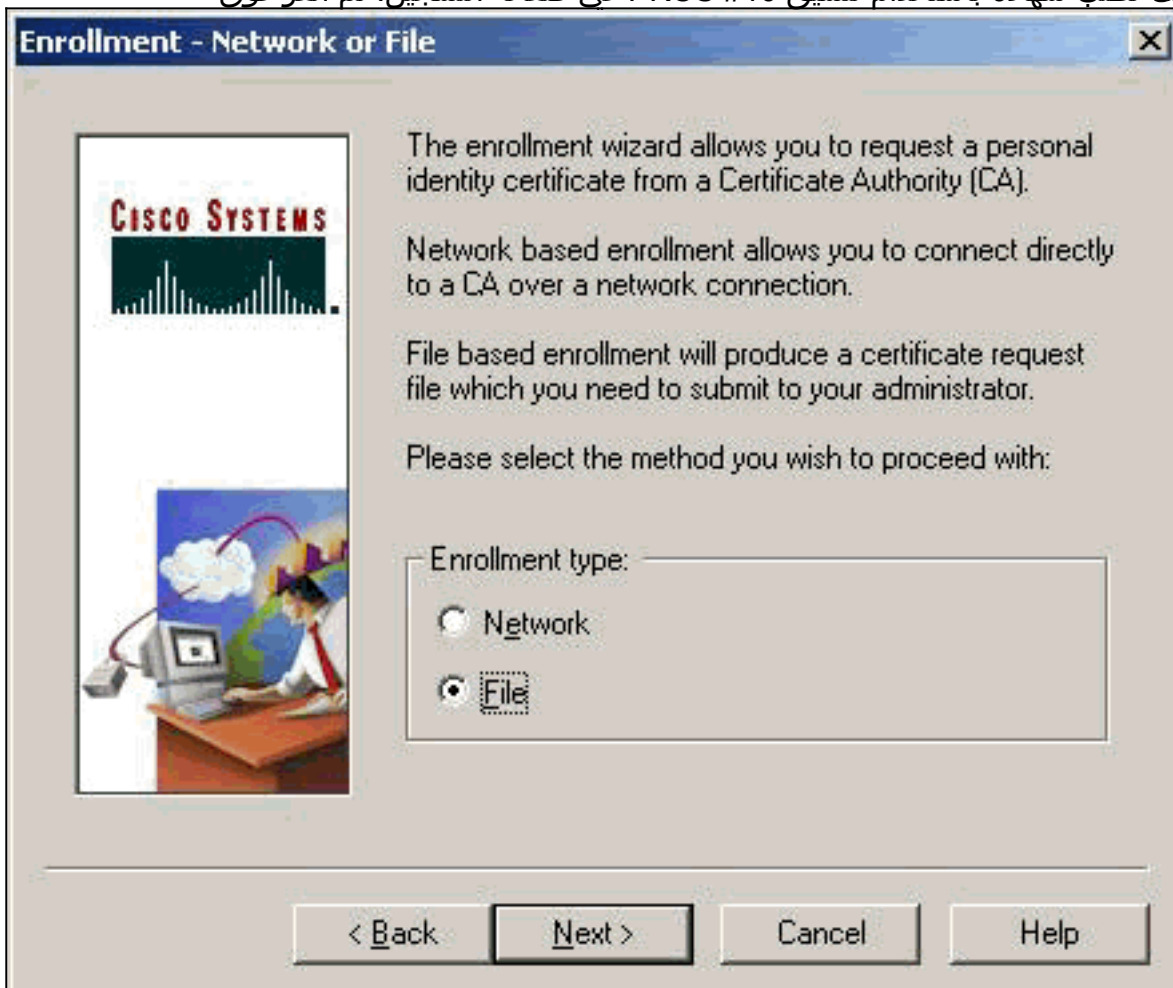 PKCS #10
Enrollment - Network or File
The enrollment wizard allows you to request a personal
identity certificate from a Certificate Authority (CA).
CISCO SYSTEMS
Network based enrollment allows you to connect directly
to a CA over a network connection.
File based enrollment will produce a certificate request
file which you need to submit to your administrator.
Please select the method you wish to proceed with:
Enrollment type:
Network
File
< Back
Next >
Cancel
Help